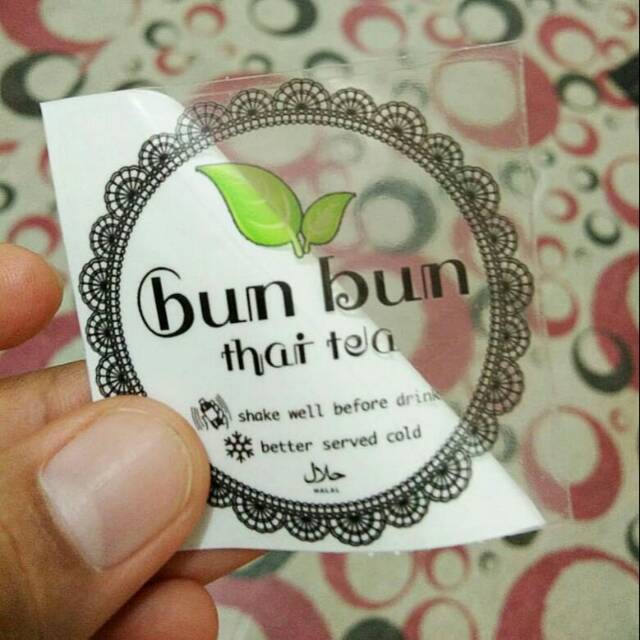 bun bun
thai tea
shake well before drink
better served cold
حلال
HALAL